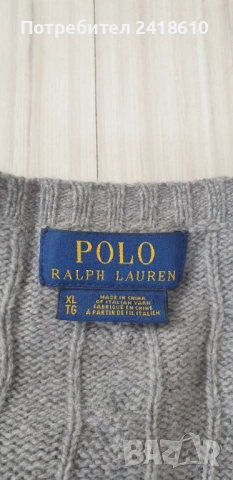 Потребител 2418610
POLO
RALPH LAUREN
XL
TG
MADE IN CHINA
OF ITALIAN YARN
FABRIQUÉ EN CHINE
À PARTIR DE FIL ITALIEN
BAZAR